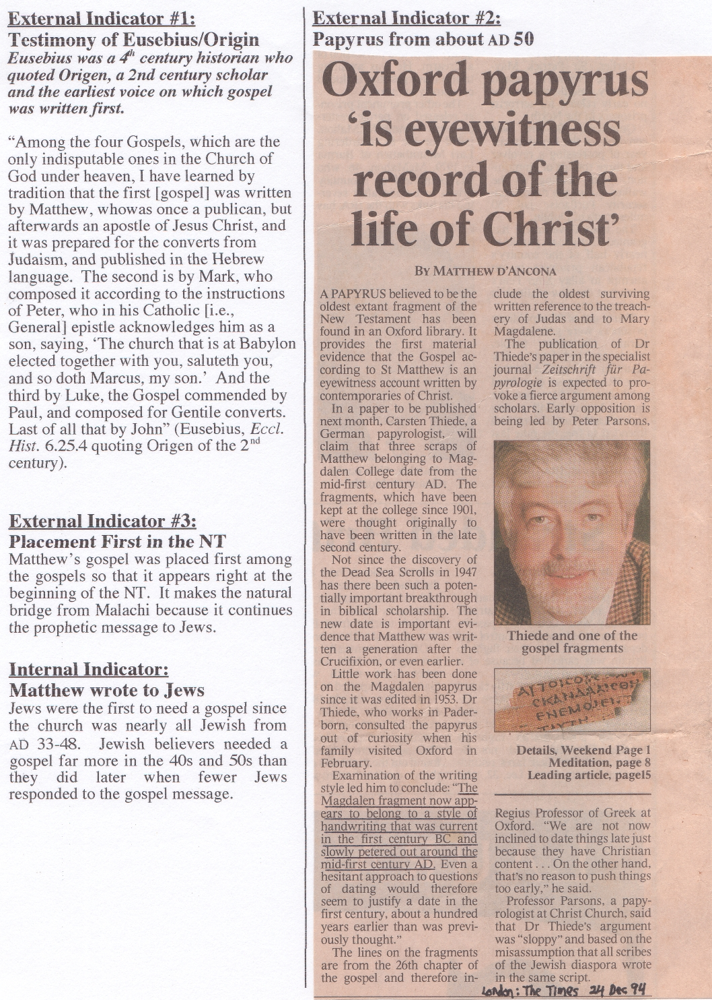 External Indicator #1:
Testimony of Eusebius/Origin
Eusebius was a 4th century historian who
quoted Origen, a 2nd century scholar
and the earliest voice on which gospel
was written first.
“Among the four Gospels, which are the
only indisputable ones in the Church of
God under heaven, I have learned by
tradition that the first [gospel] was written
by Matthew, whowas once a publican, but
afterwards an apostle of Jesus Christ, and
it was prepared for the converts from
Judaism, and published in the Hebrew
language. The second is by Mark, who
composed it according to the instructions
of Peter, who in his Catholic [i.e.,
General] epistle acknowledges him as a
son, saying, ‘The church that is at Babylon
elected together with you, saluteth you,
and so doth Marcus, my son.’ And the
third by Luke, the Gospel commended by
Paul, and composed for Gentile converts.
Last of all that by John” (Eusebius, Eccl.
Hist. 6.25.4 quoting Origen of the 2nd
century).
External Indicator #3:
Placement First in the NT
Matthew’s gospel was placed first among
the gospels so that it appears right at the
beginning of the NT. It makes the natural
bridge from Malachi because it continues
the prophetic message to Jews.
Internal Indicator:
Matthew wrote to Jews
Jews were the first to need a gospel since
the church was nearly all Jewish from
AD 33-48. Jewish believers needed a
gospel far more in the 40s and 50s than
they did later when fewer Jews
responded to the gospel message.
External Indicator #2:
Papyrus from about AD 50
Oxford papyrus
‘is eyewitness
record of the
life of Christ’
BY MATTHEW D’ANCONA
A PAPYRUS believed to be the
oldest extant fragment of the
New Testament has been
found in an Oxford library. It
provides the first material
evidence that the Gospel ac-
cording to St Matthew is an
eyewitness account written by
contemporaries of Christ.
In a paper to be published
next month, Carsten Thiede, a
German papyrologist, will
claim that three scraps of
Matthew belonging to Mag-
dalen College date from the
mid-first century AD. The
fragments, which have been
kept at the college since 1901,
were thought originally to
have been written in the late
second century.
Not since the discovery of
the Dead Sea Scrolls in 1947
has there been such a poten-
tially important breakthrough
in biblical scholarship. The
new date is important evi-
dence that Matthew was writ-
ten a generation after the
Crucifixion, or even earlier.
Little work has been done
on the Magdalen papyrus
since it was edited in 1953. Dr
Thiede, who works in Pader-
born, consulted the papyrus
out of curiosity when his
family visited Oxford in
February.
Examination of the writing
style led him to conclude: “The
Magdalen fragment now app-
ears to belong to a style of
handwriting that was current
in the first century BC and
slowly petered out around the
mid-first century AD. Even a
hesitant approach to questions
of dating would therefore
seem to justify a date in the
first century, about a hundred
years earlier than was previ-
ously thought.”
The lines on the fragments
are from the 26th chapter of
the gospel and therefore in-
clude the oldest surviving
written reference to the treach-
ery of Judas and to Mary
Magdalene.
The publication of Dr
Thiede’s paper in the specialist
journal Zeitschrift für Pa-
pyrologie is expected to pro-
voke a fierce argument among
scholars. Early opposition is
being led by Peter Parsons,
Thiede and one of the
gospel fragments
Details, Weekend Page 1
Meditation, page 8
Leading article, page15
Regius Professor of Greek at
Oxford. “We are not now
inclined to date things late just
because they have Christian
content . . . On the other hand,
that’s no reason to push things
too early,” he said.
Professor Parsons, a papy-
rologist at Christ Church, said
that Dr Thiede’s argument
was “sloppy” and based on the
misassumption that all scribes
of the Jewish diaspora wrote
in the same script.
London: The Times 24 Dec 94